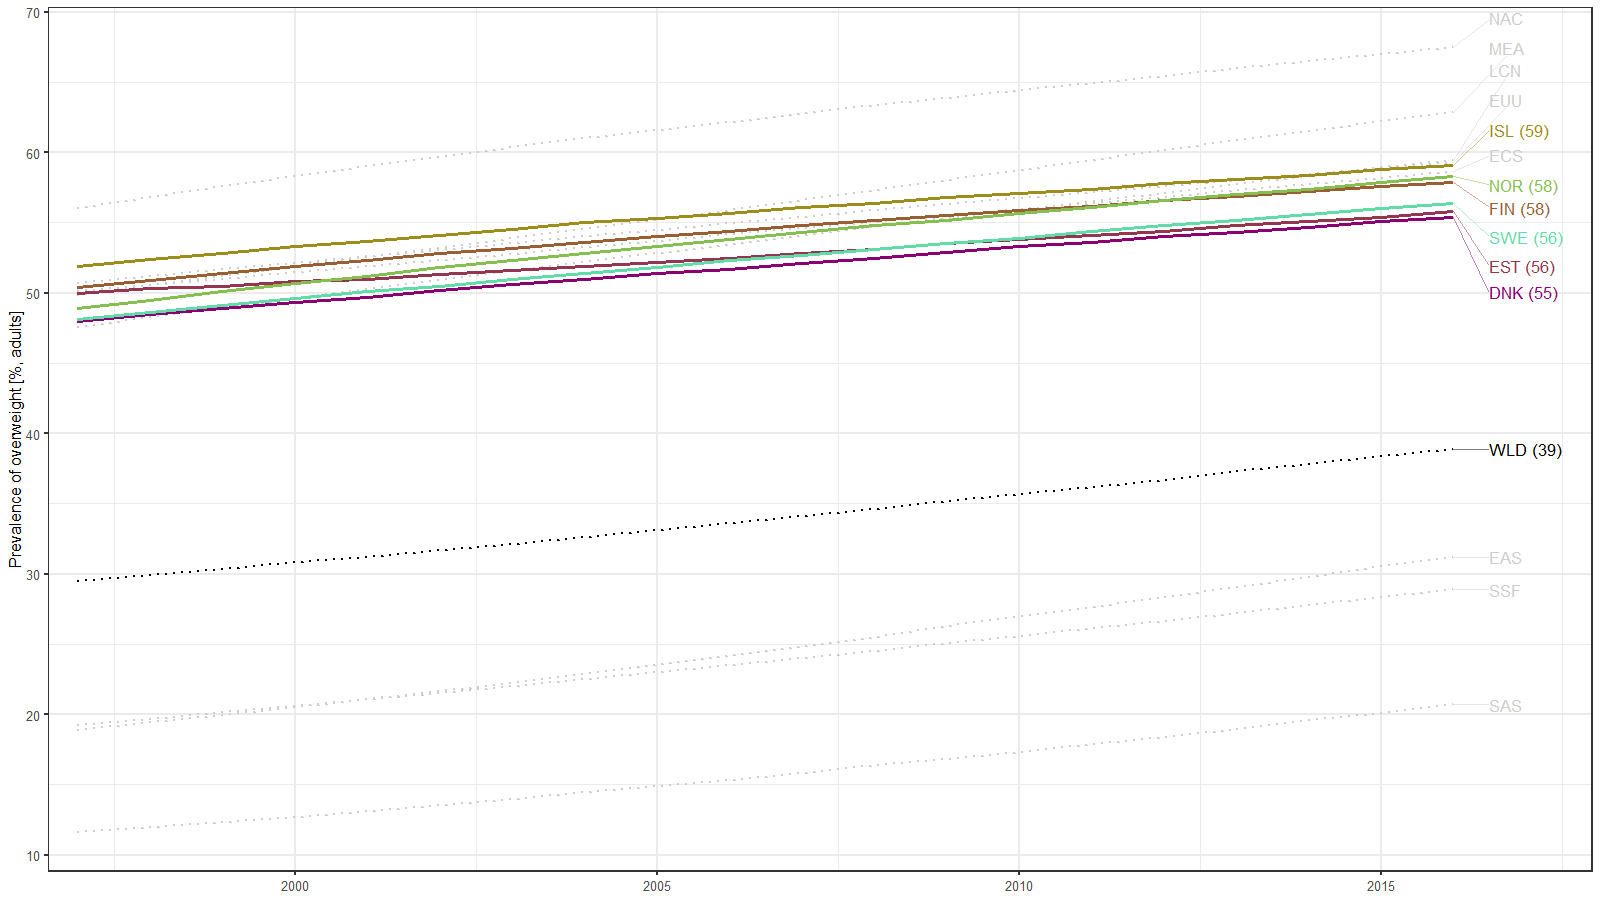 Prevalence of overweight [%, adults]
70
60
50
40
30
20
10
2000
2005
2010
2015
NAC
MEA
LCN
EUU
ISL (59)
ECS
NOR (58)
FIN (58)
SWE (56)
EST (56)
DNK (55)
WLD (39)
EAS
SSF
SAS